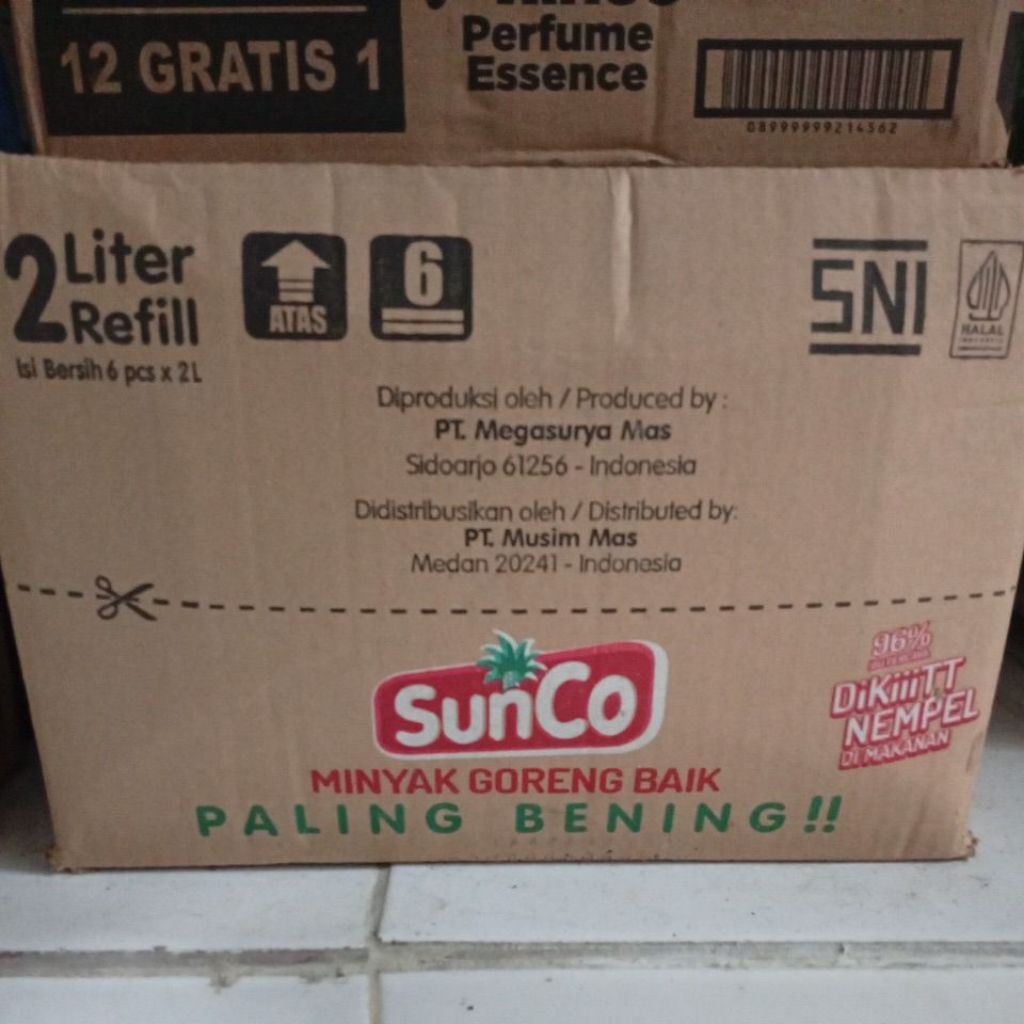 12 GRATIS 1
Perfume
Essence
08999999214362
2 Liter
Refill
Isi Bersih 6 pcs x 2L
ATAS
6
SNI
HALAL
INDONESIA
Diproduksi oleh / Produced by :
PT. Megasurya Mas
Sidoarjo 61256 - Indonesia
Didistribusikan oleh / Distributed by:
PT. Musim Mas
Medan 20241 - Indonesia
SunCo
MINYAK GORENG BAIK
PALING BENING!!
96%
DiKiiiTT
NEMPEL
DI MAKANAN